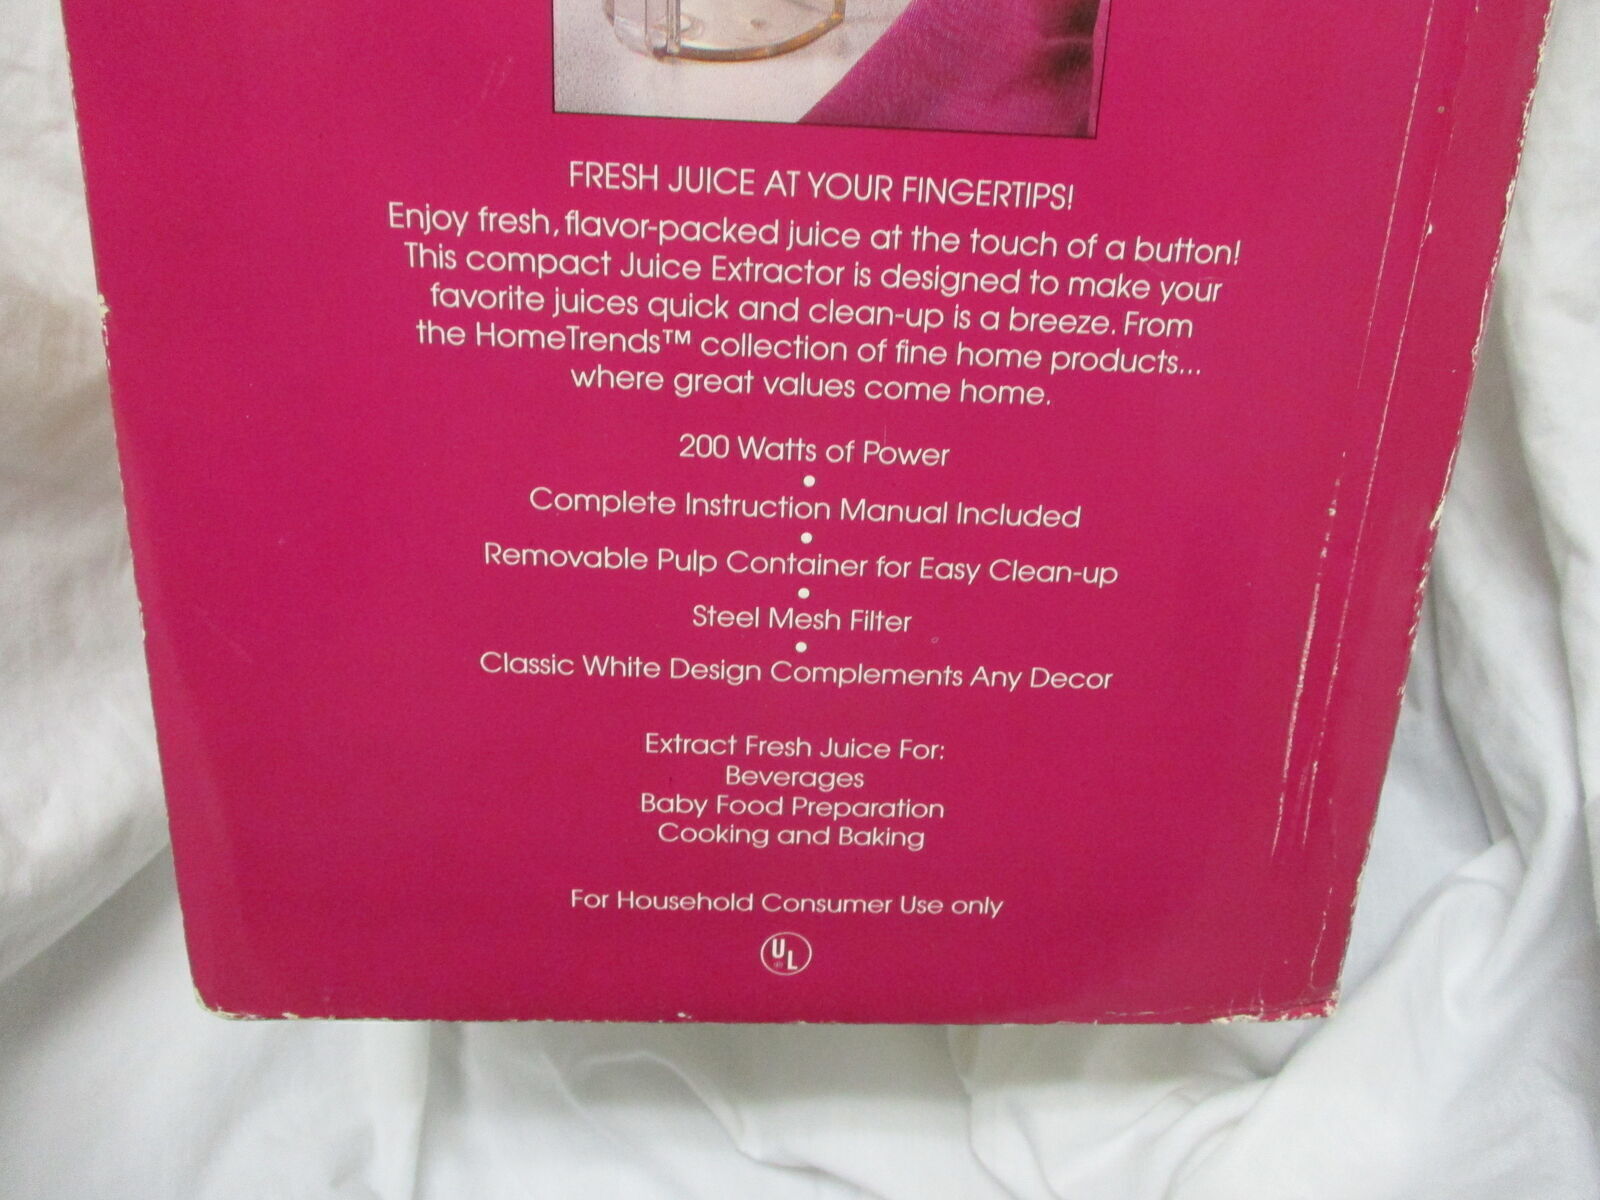 FRESH JUICE AT YOUR FINGERTIPS!
Enjoy fresh, flavor-packed juice at the touch of a button!
This compact Juice Extractor is designed to make your
favorite juices quick and clean-up is a breeze. From
the HomeTrends™ collection of fine home products...
where great values come home.
200 Watts of Power
•
Complete Instruction Manual Included
•
Removable Pulp Container for Easy Clean-up
•
Steel Mesh Filter
•
Classic White Design Complements Any Decor
Extract Fresh Juice For:
Beverages
Baby Food Preparation
Cooking and Baking
For Household Consumer Use only
UL